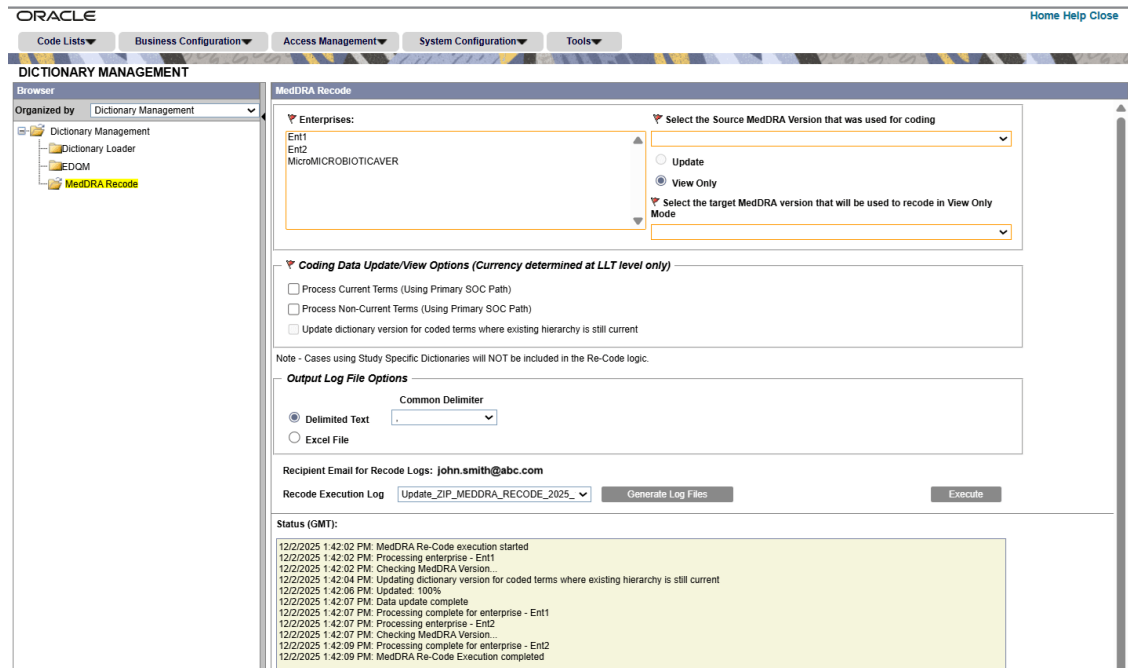 ORACLE
Home Help Close
Code Lists Business Configuration Access Management System Configuration Tools
DICTIONARY MANAGEMENT
Browser
Organized by Dictionary Management
Dictionary Management
Dictionary Loader
EDQM
MedDRA Recode
MedDRA Recode
Enterprises:
Ent1
Ent2
MicroMICROBIOTICAVER
Select the Source MedDRA Version that was used for coding
Update
View Only
Select the target MedDRA version that will be used to recode in View Only
Mode
Coding Data Update/View Options (Currency determined at LLT level only)
Process Current Terms (Using Primary SOC Path)
Process Non-Current Terms (Using Primary SOC Path)
Update dictionary version for coded terms where existing hierarchy is still current
Note - Cases using Study Specific Dictionaries will NOT be included in the Re-Code logic.
Output Log File Options
Common Delimiter
Delimited Text ,
Excel File
Recipient Email for Recode Logs: john.smith@abc.com
Recode Execution Log Update_ZIP_MEDDRA_RECODE_2025_ Generate Log Files Execute
Status (GMT):
12/2/2025 1:42:02 PM: MedDRA Re-Code execution started
12/2/2025 1:42:02 PM: Processing enterprise - Ent1
12/2/2025 1:42:02 PM: Checking MedDRA Version...
12/2/2025 1:42:04 PM: Updating dictionary version for coded terms where existing hierarchy is still current
12/2/2025 1:42:06 PM: Updated: 100%
12/2/2025 1:42:07 PM: Data update complete
12/2/2025 1:42:07 PM: Processing complete for enterprise - Ent1
12/2/2025 1:42:07 PM: Processing enterprise - Ent2
12/2/2025 1:42:07 PM: Checking MedDRA Version...
12/2/2025 1:42:09 PM: Processing complete for enterprise - Ent2
12/2/2025 1:42:09 PM: MedDRA Re-Code Execution completed